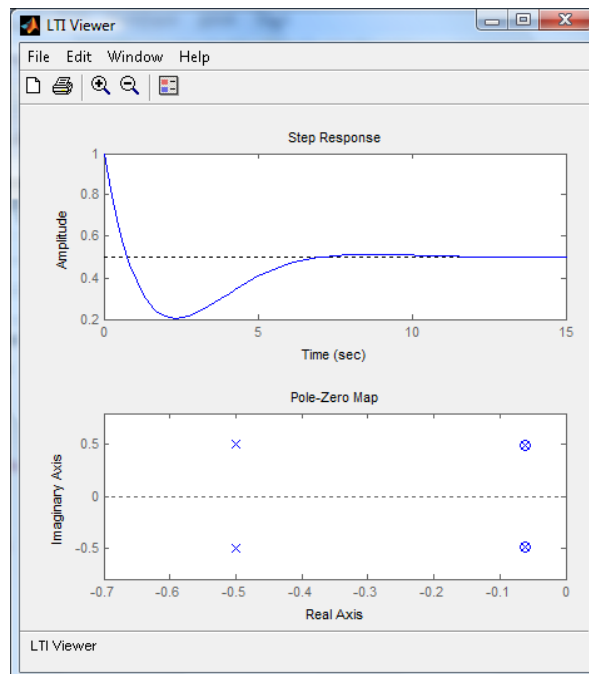 LTI Viewer
File Edit Window Help
Step Response
Amplitude
1
0.8
0.6
0.4
0.2
0 5 10 15
Time (sec)
Pole-Zero Map
Imaginary Axis
0.5
0
-0.5
-0.7 -0.6 -0.5 -0.4 -0.3 -0.2 -0.1 0
Real Axis
LTI Viewer